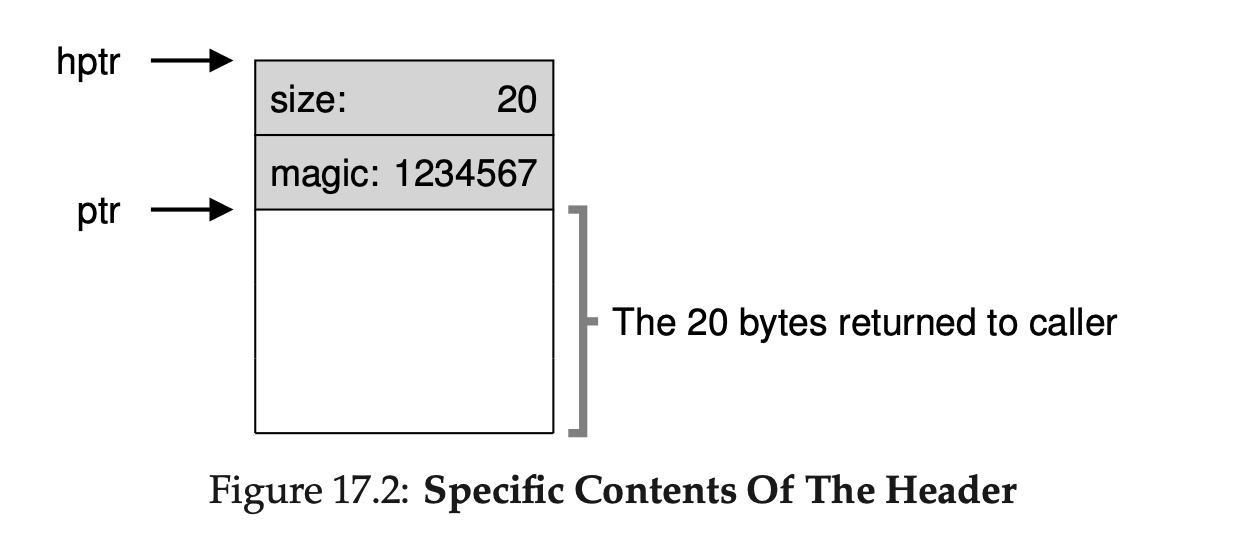 hptr
size: 20
magic: 1234567
ptr
The 20 bytes returned to caller
Figure 17.2: Specific Contents Of The Header